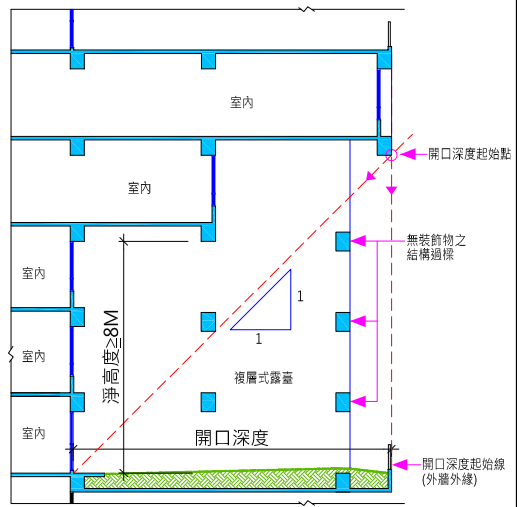 室內
開口深度起始點
室內
無裝飾物之
結構過樑
室內
1
1
淨高度≥8M
室內
複層式露臺
室內
開口深度
開口深度起始線
(外牆外緣)